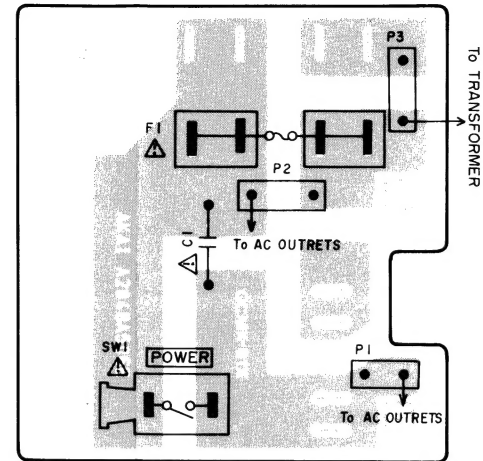 P3
To TRANSFORMER
F1
P2
To AC OUTRETS
C1
SW1
POWER
P1
To AC OUTRETS